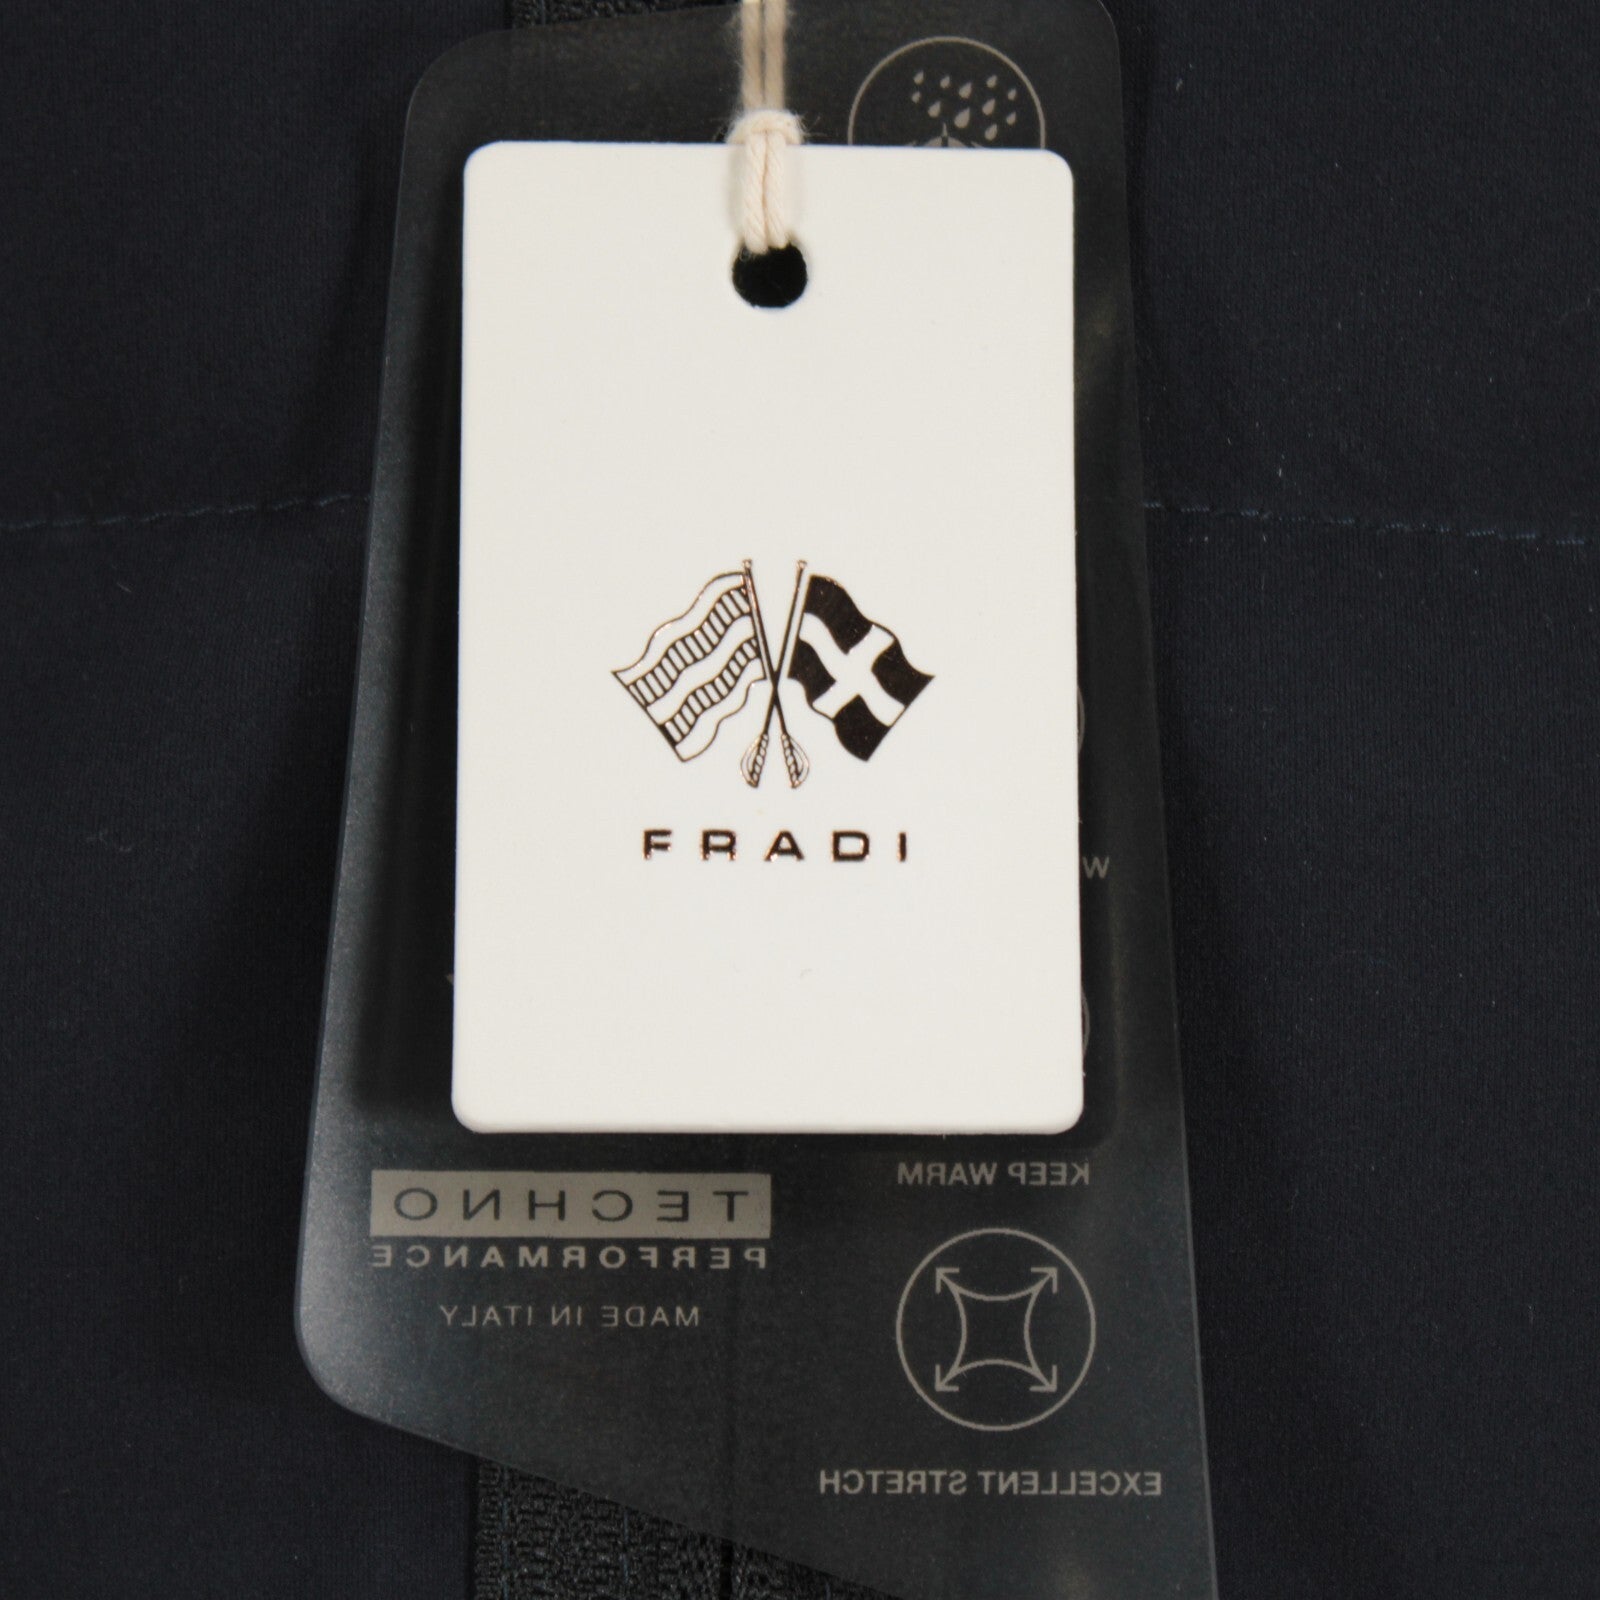 FRADI
W
KEEP WARM
TECHNO
PERFORMANCE
MADE IN ITALY
EXCELLENT STRETCH